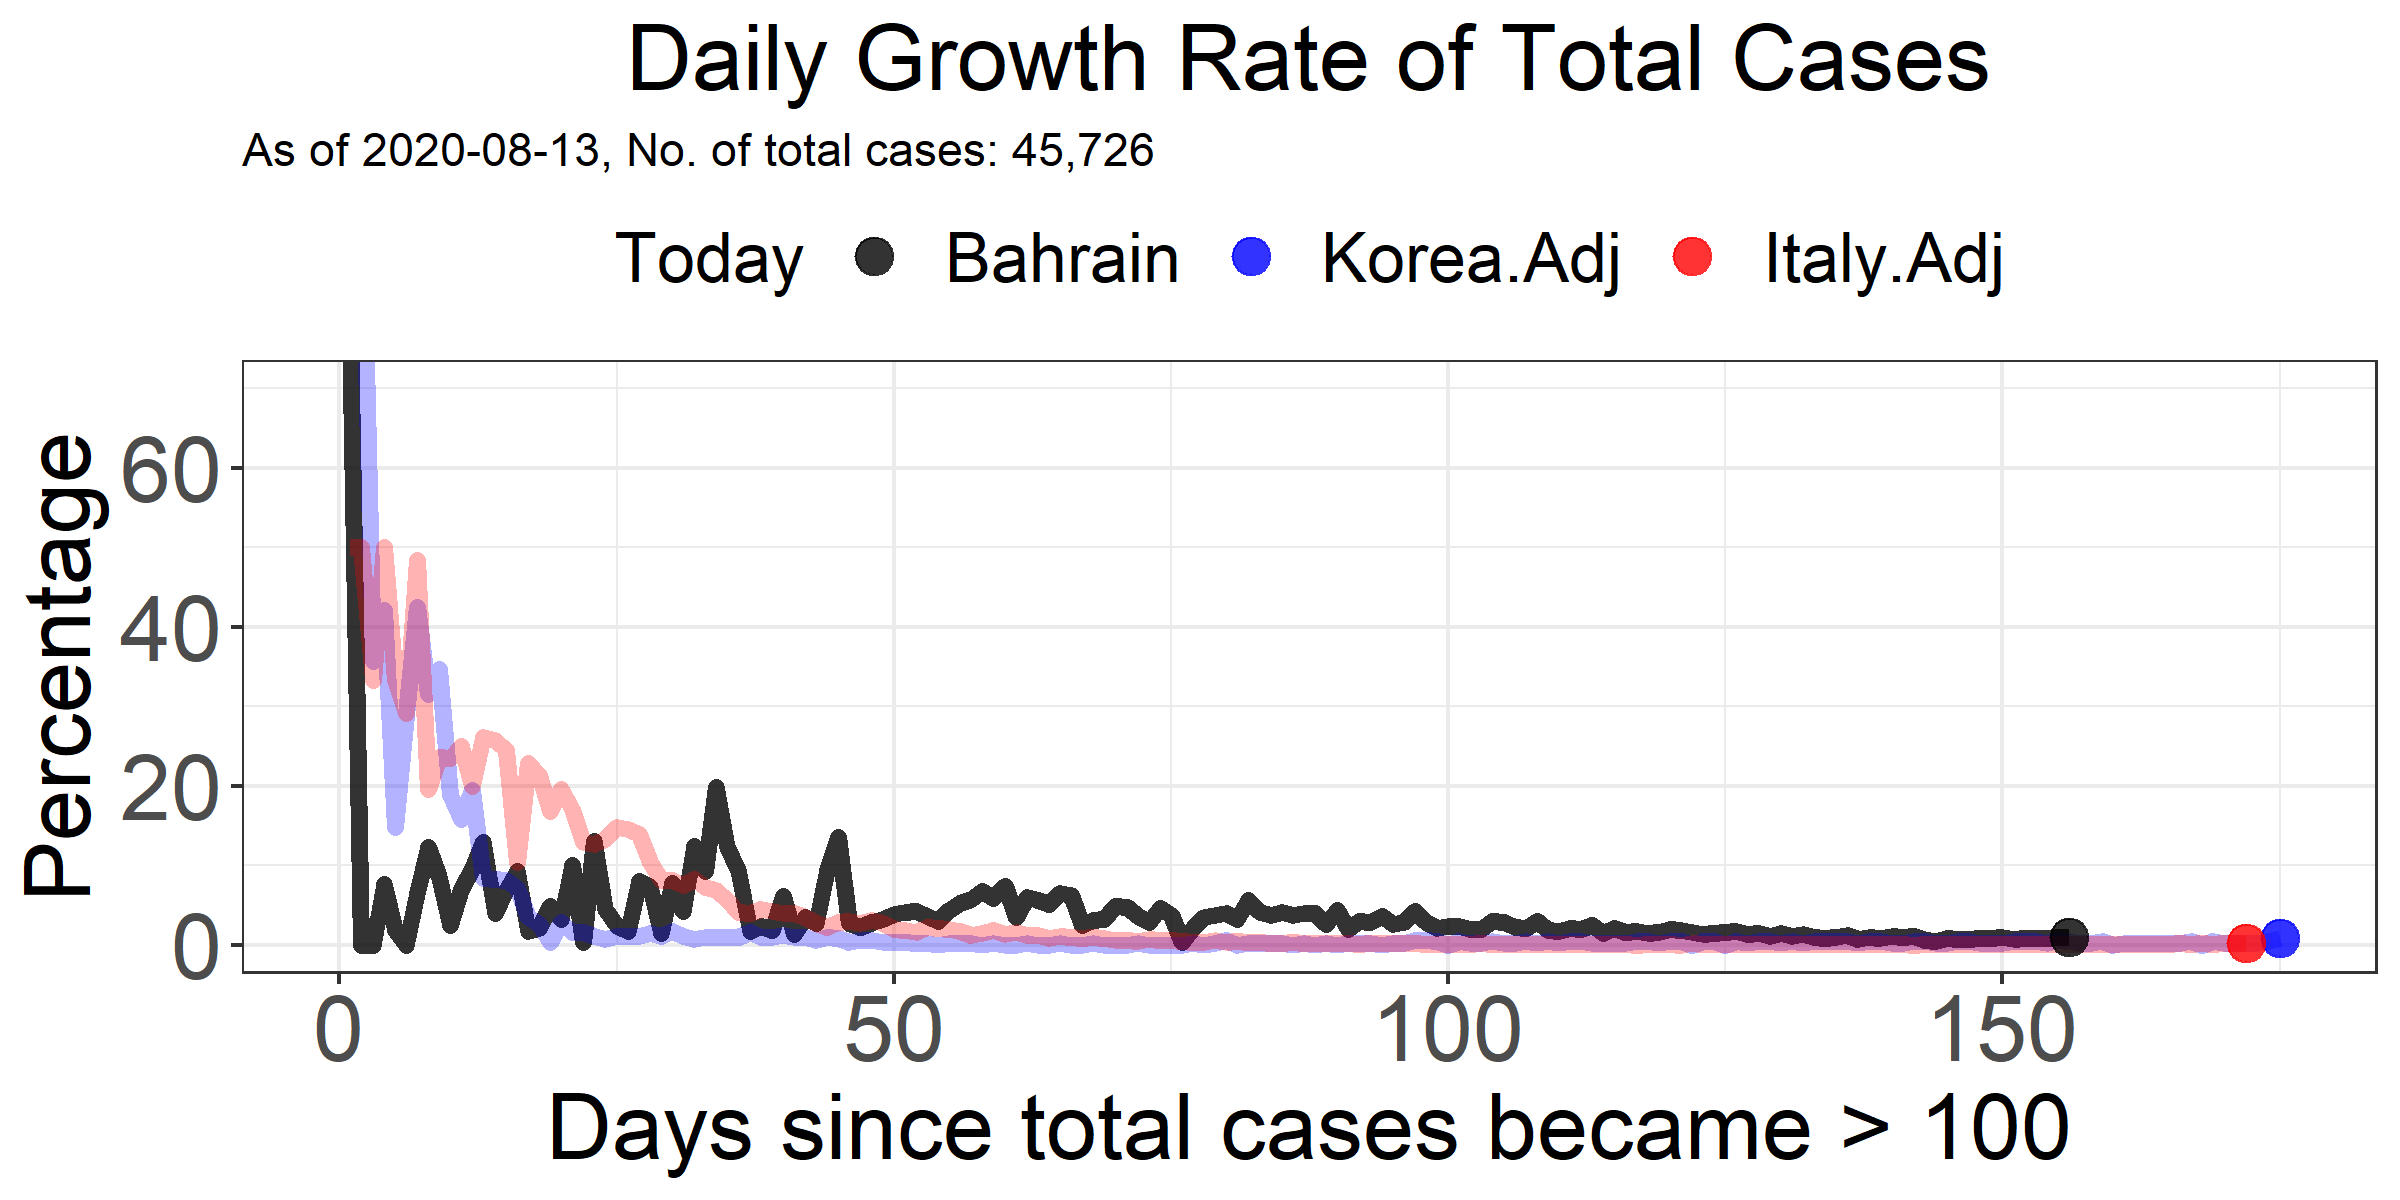 Daily Growth Rate of Total Cases
As of 2020-08-13, No. of total cases: 45,726
Today Bahrain Korea.Adj Italy.Adj
Percentage
60
40
20
0
0 50 100 150
Days since total cases became > 100